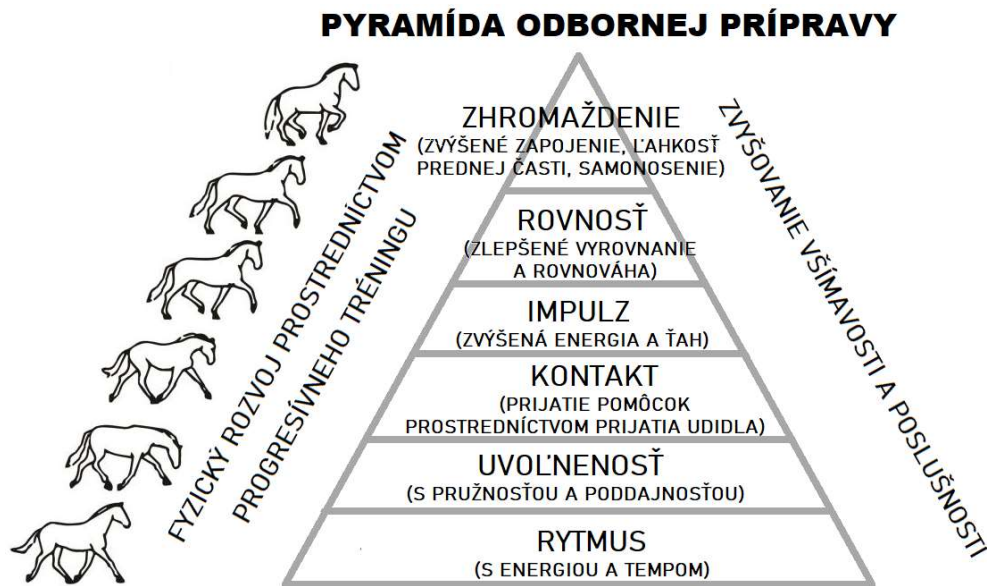 PYRAMÍDA ODBORNEJ PRÍPRAVY
ZHROMAŽDENIE
(ZVÝŠENÉ ZAPOJENIE, ĽAHKOSŤ
PREDNEJ ČASTI, SAMONOSENIE)
ROVNOSŤ
(ZLEPŠENÉ VYROVNANIE
A ROVNOVÁHA)
IMPULZ
(ZVÝŠENÁ ENERGIA A ŤAH)
KONTAKT
(PRIJATIE POMÔCOK
PROSTREDNÍCTVOM PRIJATIA UDIDLA)
UVOĽNENOSŤ
(S PRUŽNOSŤOU A PODDAJNOSŤOU)
RYTMUS
(S ENERGIOU A TEMPOM)
FYZICKÝ ROZVOJ PROSTREDNÍCTVOM
PROGRESÍVNEHO TRÉNINGU
ZVYŠOVANIE VŠÍMAVOSTI A POSLUŠNOSTI